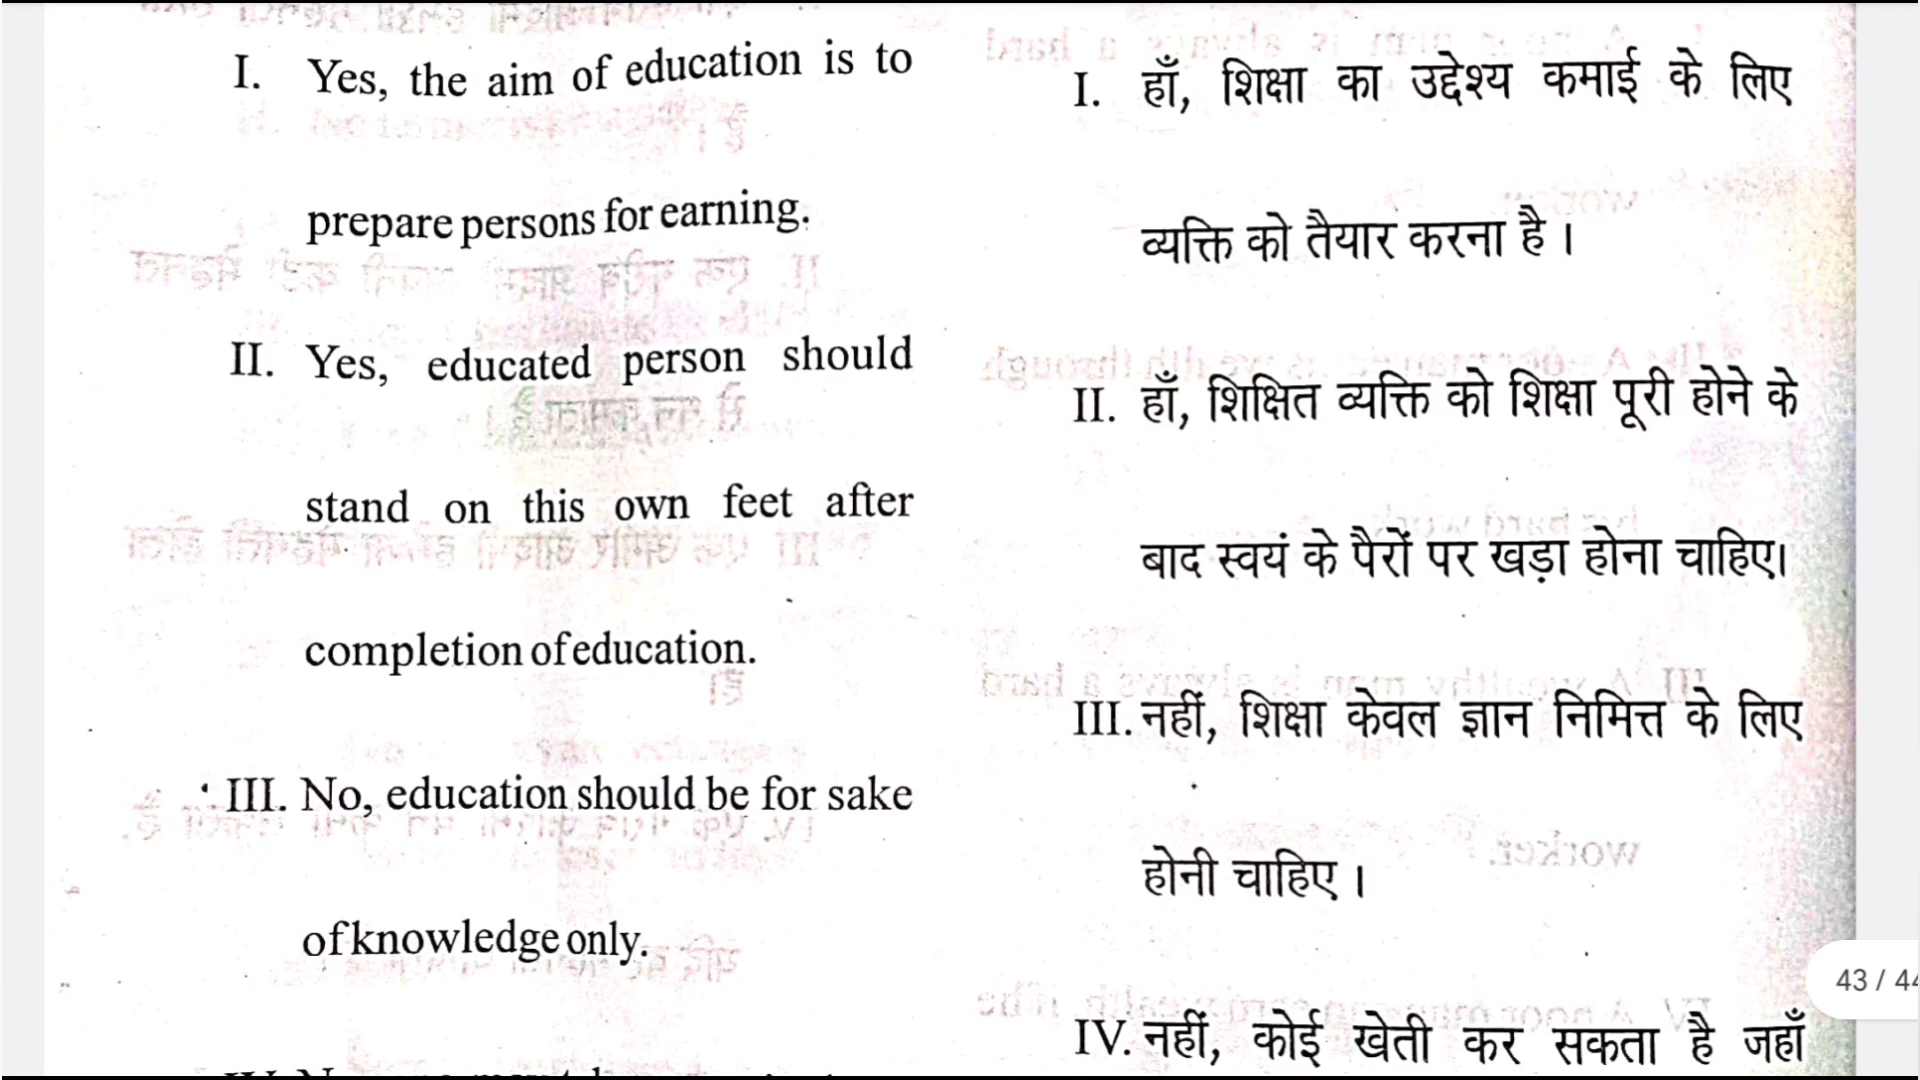 I. Yes, the aim of education is to
prepare persons for earning.
II. Yes, educated person should
stand on this own feet after
completion of education.
III. No, education should be for sake
of knowledge only.
I. हाँ, शिक्षा का उद्देश्य कमाई के लिए
व्यक्ति को तैयार करना है ।
II. हाँ, शिक्षित व्यक्ति को शिक्षा पूरी होने के
बाद स्वयं के पैरों पर खड़ा होना चाहिए।
III. नहीं, शिक्षा केवल ज्ञान निमित्त के लिए
होनी चाहिए ।
IV. नहीं, कोई खेती कर सकता है जहाँ
43 / 44